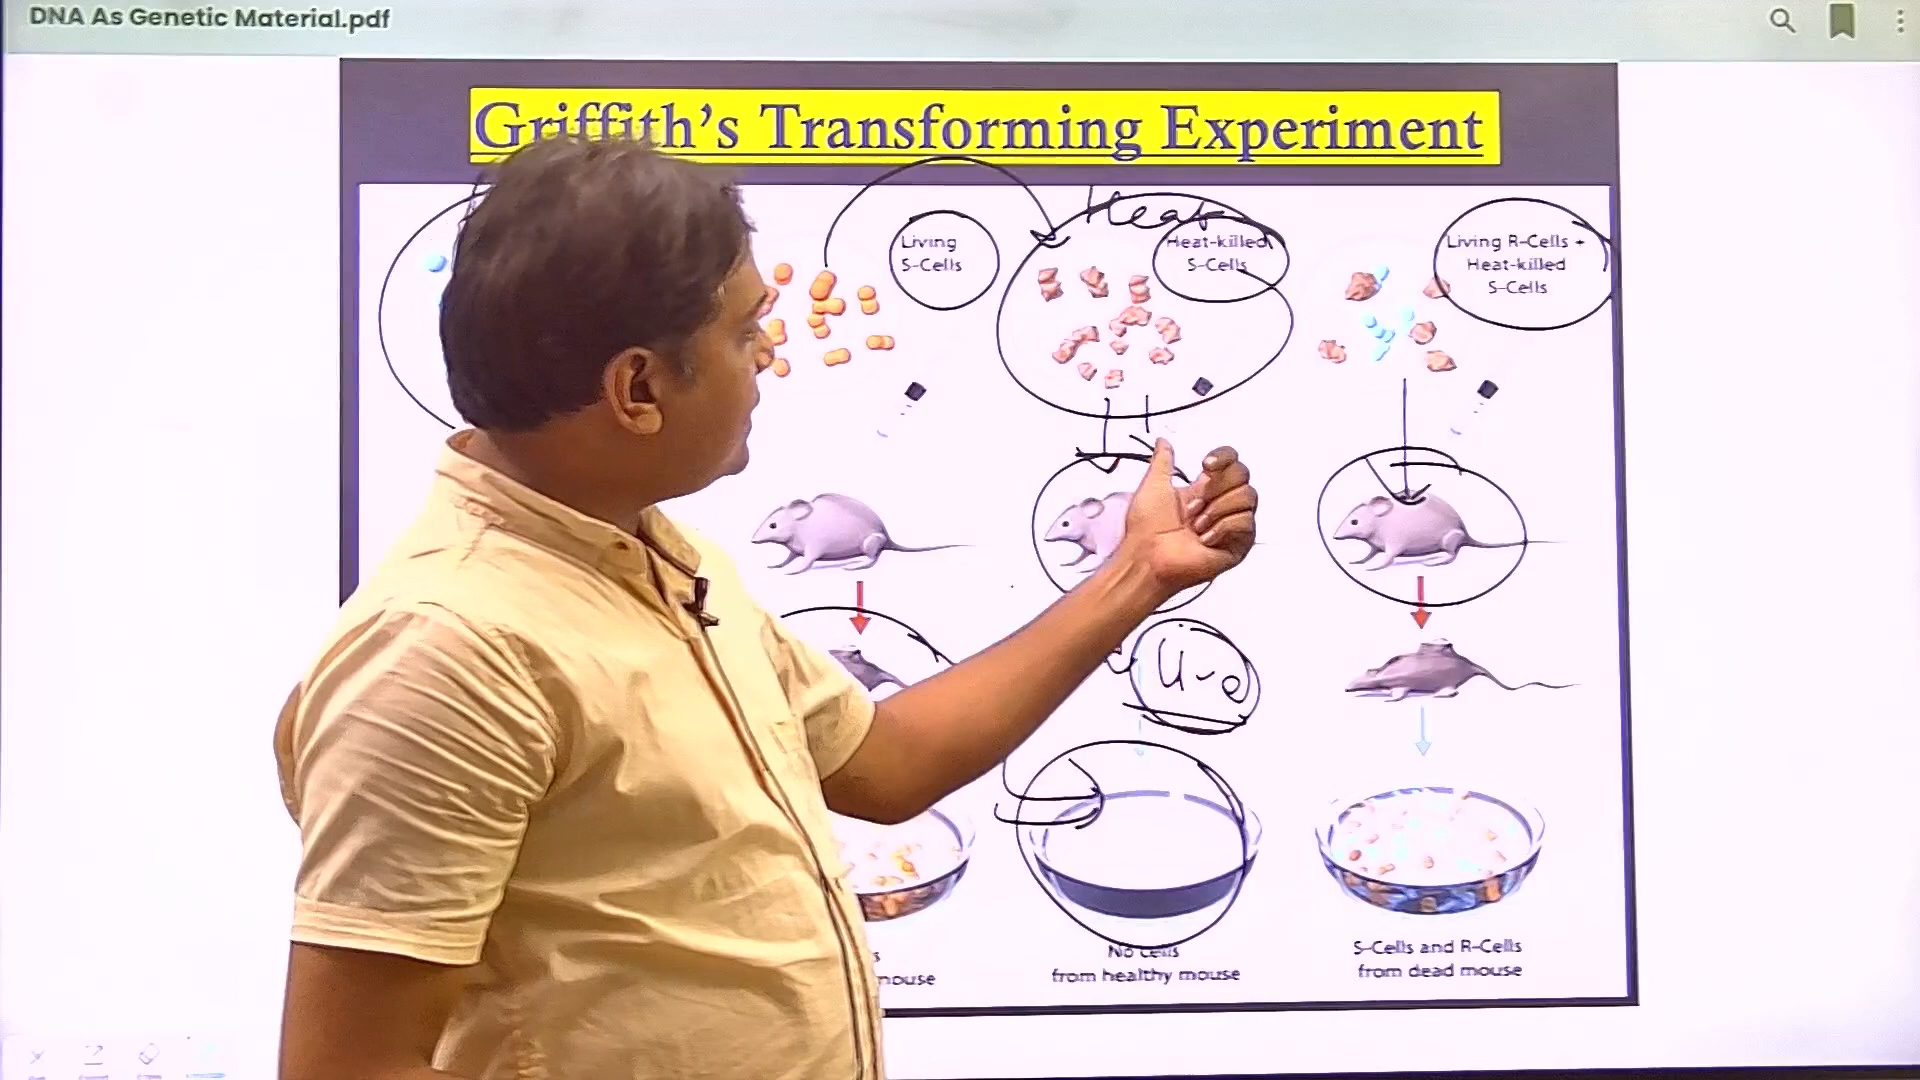 DNA As Genetic Material.pdf
Griffith's Transforming Experiment
Heat
Living
S-Cells
Heat-killed
S-Cells
Living R-Cells +
Heat-killed
S-Cells
No cells
from healthy mouse
mouse
S-Cells and R-Cells
from dead mouse